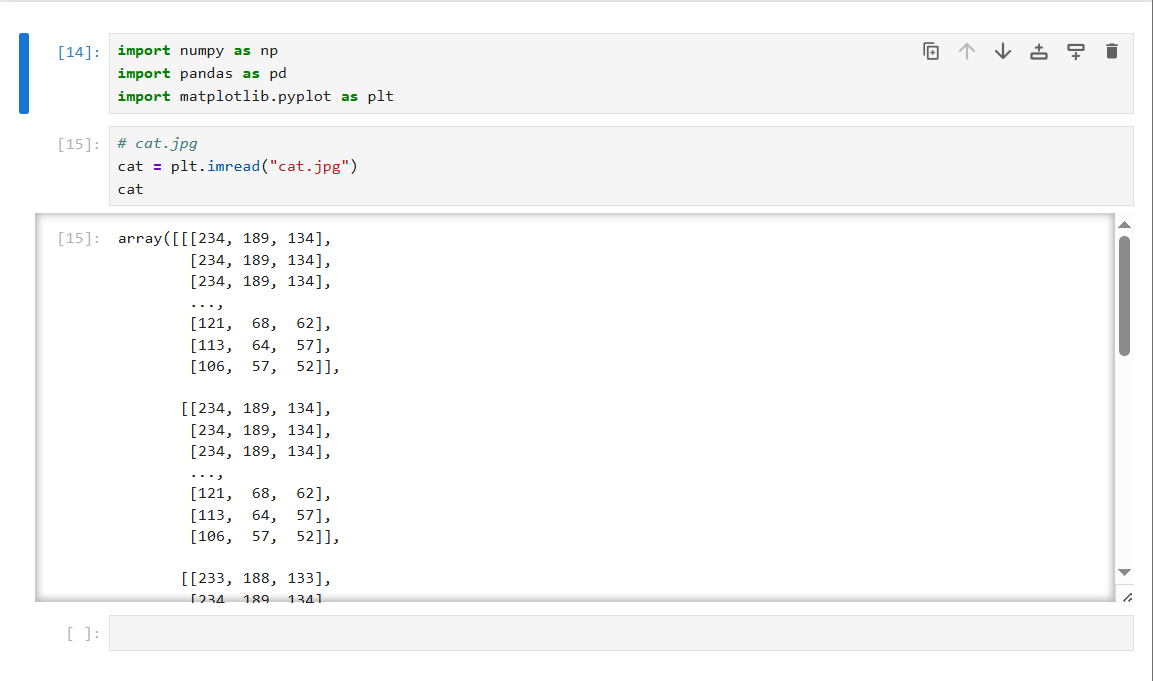 [14]: import numpy as np
import pandas as pd
import matplotlib.pyplot as plt
[15]: # cat.jpg
cat = plt.imread("cat.jpg")
cat
[15]: array([[[234, 189, 134],
        [234, 189, 134],
        [234, 189, 134],
        ...,
        [121,  68,  62],
        [113,  64,  57],
        [106,  57,  52]],

       [[234, 189, 134],
        [234, 189, 134],
        [234, 189, 134],
        ...,
        [121,  68,  62],
        [113,  64,  57],
        [106,  57,  52]],

       [[233, 188, 133],
        [234, 189, 134]
[ ]: